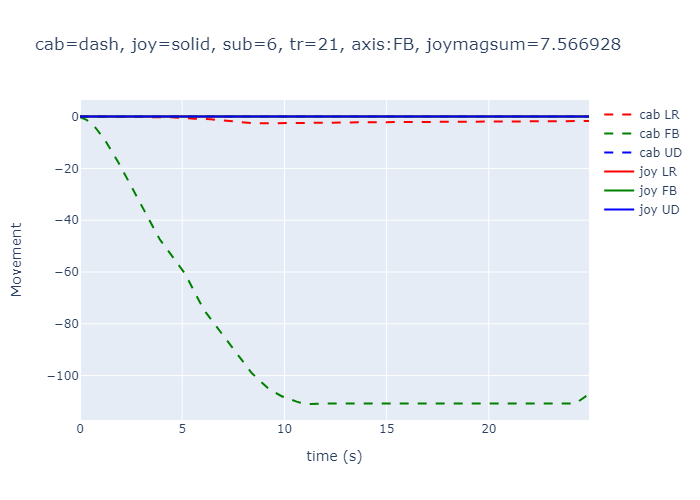 cab=dash, joy=solid, sub=6, tr=21, axis:FB, joymagsum=7.566928
0
−20
−40
−60
−80
−100
Movement
0 5 10 15 20
time (s)
cab LR
cab FB
cab UD
joy LR
joy FB
joy UD